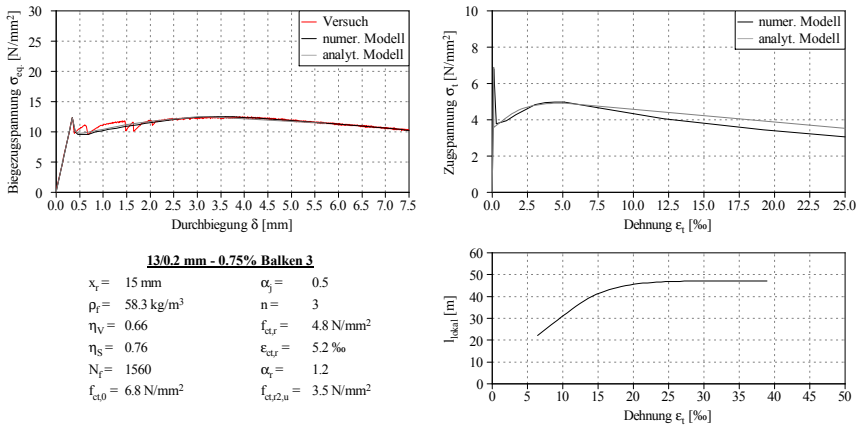 Biegezugspannung σeq. [N/mm²]
30
25
20
15
10
5
0
Versuch
numer. Modell
analyt. Modell
0.0 0.5 1.0 1.5 2.0 2.5 3.0 3.5 4.0 4.5 5.0 5.5 6.0 6.5 7.0 7.5
Durchbiegung δ [mm]
Zugspannung σt [N/mm²]
10
8
6
4
2
0
numer. Modell
analyt. Modell
0.0 2.5 5.0 7.5 10.0 12.5 15.0 17.5 20.0 22.5 25.0
Dehnung εt [‰]
13/0.2 mm - 0.75% Balken 3
xr = 15 mm αj = 0.5
ρf = 58.3 kg/m³ n = 3
ηV = 0.66 fct,r = 4.8 N/mm²
ηS = 0.76 εct,r = 5.2 ‰
Nf = 1560 αr = 1.2
fct,0 = 6.8 N/mm² fct,r2,u = 3.5 N/mm²
llokal [m]
60
50
40
30
20
10
0
0 5 10 15 20 25 30 35 40 45 50
Dehnung εt [‰]